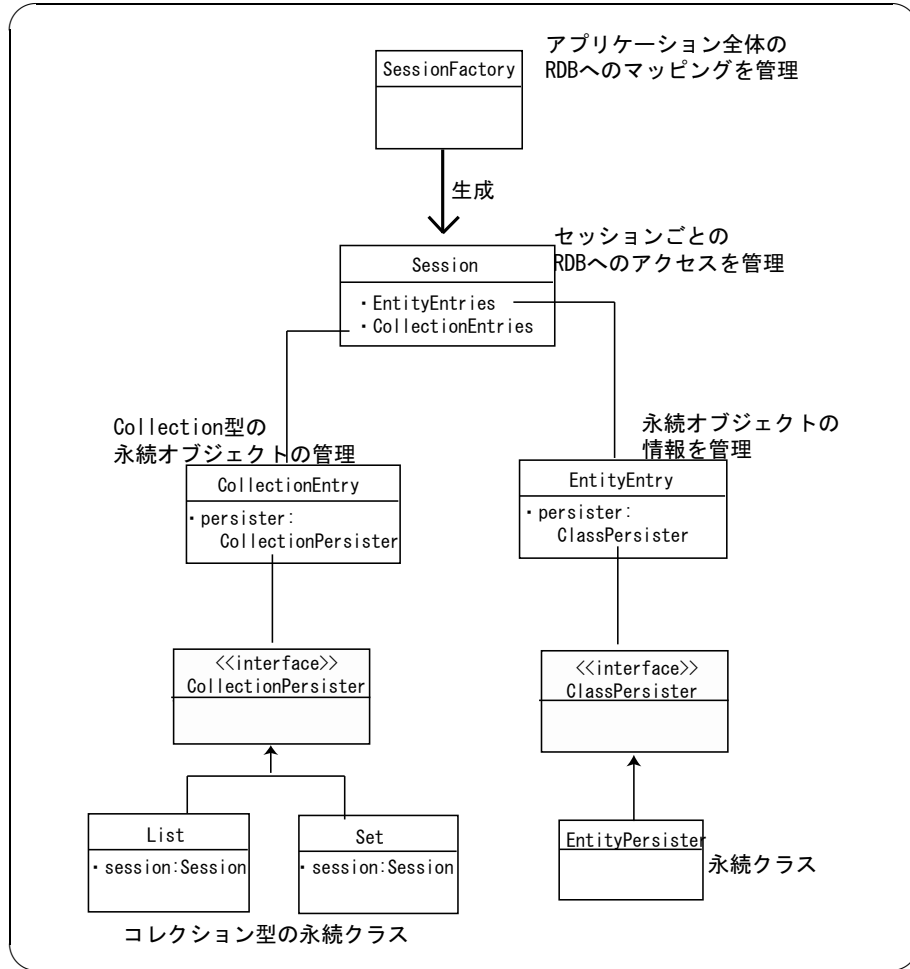 アプリケーション全体の
RDBへのマッピングを管理
SessionFactory
生成
セッションごとの
RDBへのアクセスを管理
Session
・EntityEntries
・CollectionEntries
Collection型の
永続オブジェクトの管理
永続オブジェクトの
情報を管理
CollectionEntry
・persister:
CollectionPersister
EntityEntry
・persister:
ClassPersister
<<interface>>
CollectionPersister
<<interface>>
ClassPersister
List
・session:Session
Set
・session:Session
EntityPersister
永続クラス
コレクション型の永続クラス